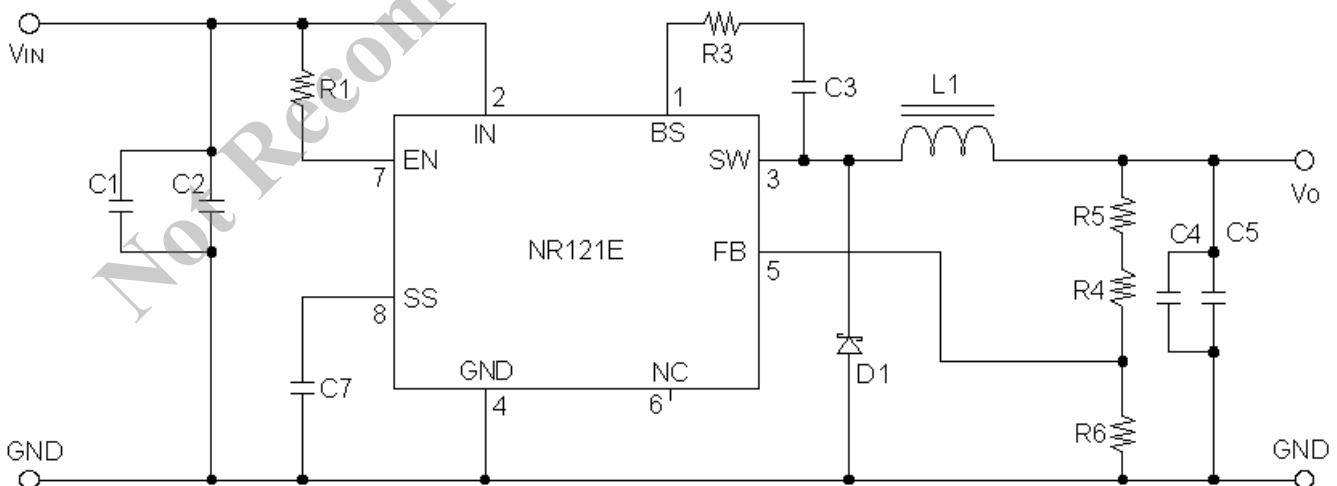 Not Recom
VIN
R1
R3
C3
L1
2
1
IN
BS
EN
SW
7
3
C1
C2
Vo
R5
NR121E
FB
5
C4
C5
R4
SS
8
C7
GND
NC
D1
4
6
R6
GND
GND